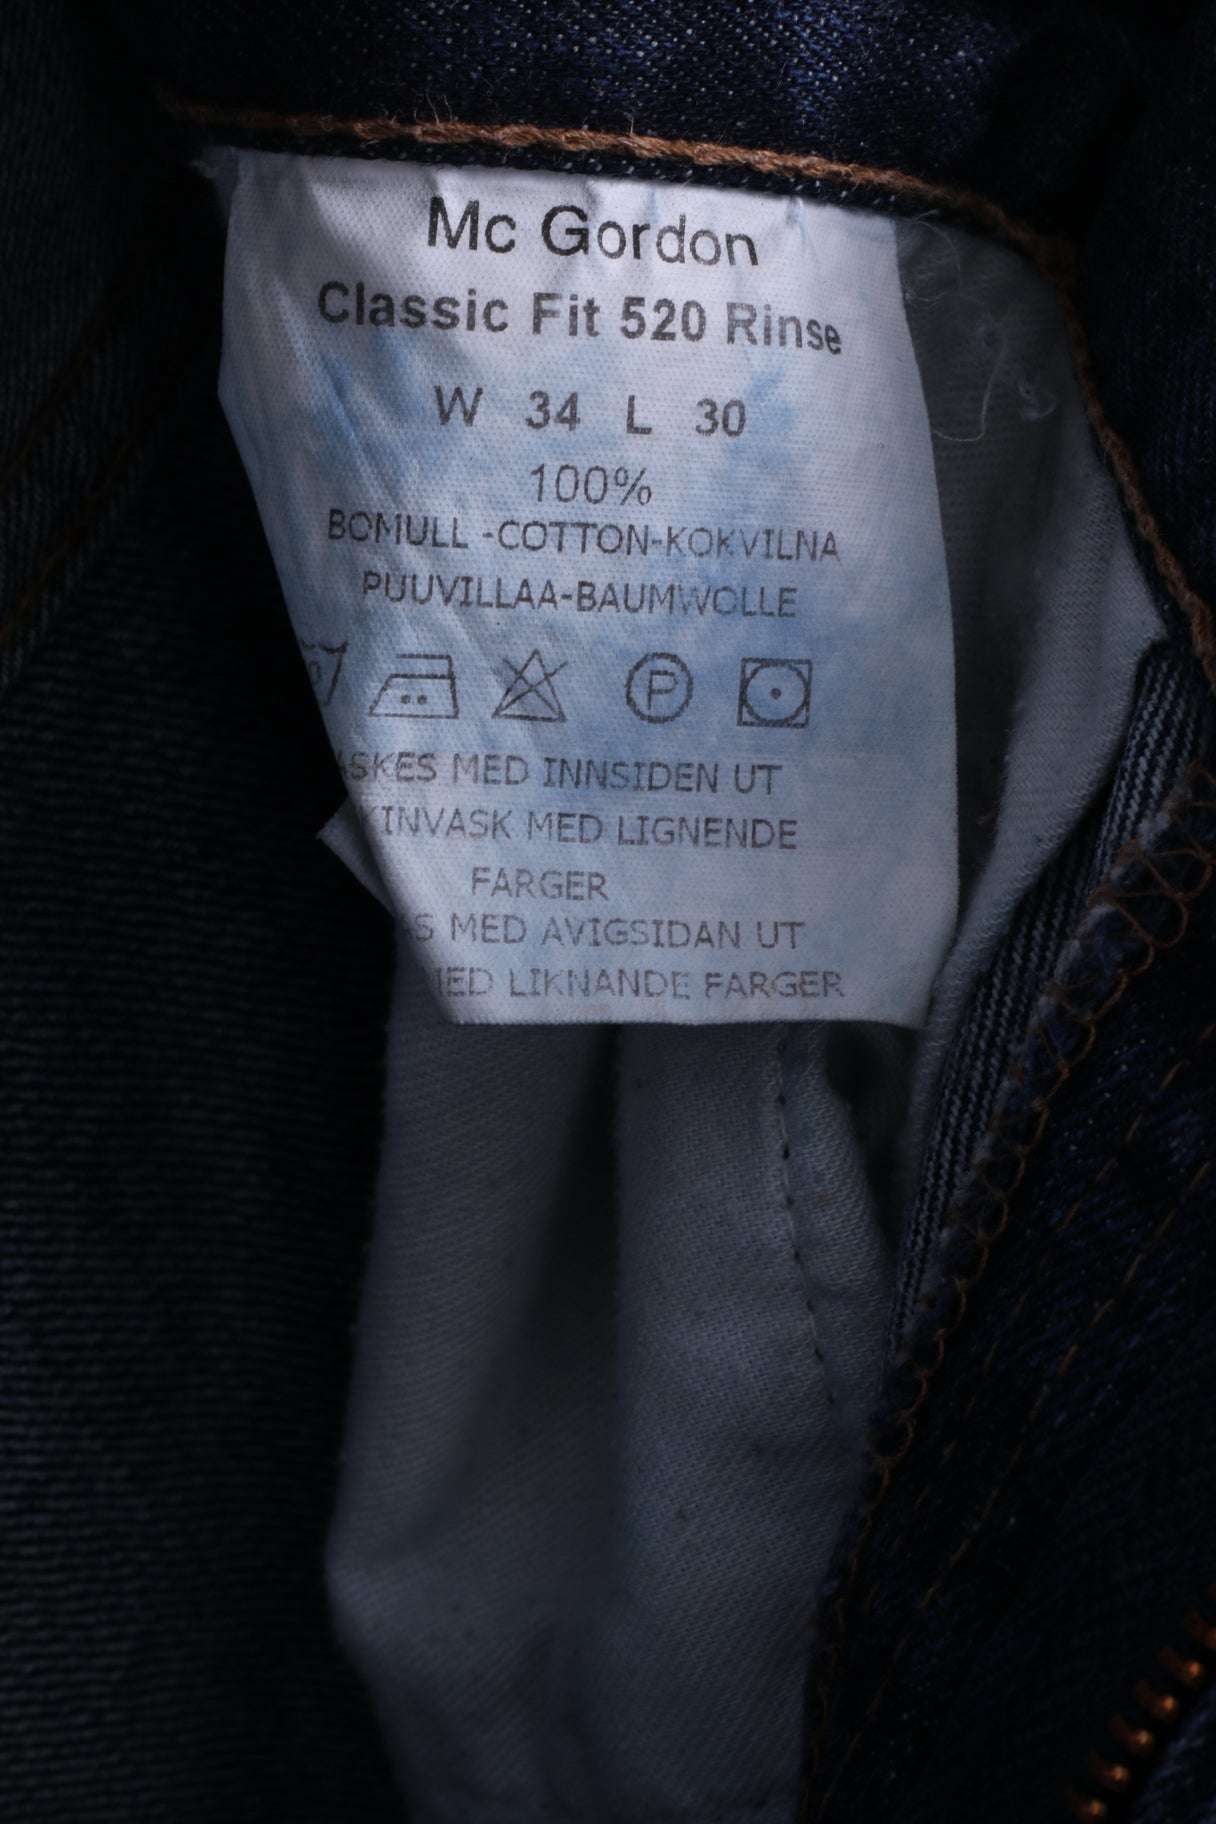 Mc Gordon
Classic Fit 520 Rinse
W 34 L 30
100%
BOMULL -COTTON-KOKVILNA
PUUVILLAA-BAUMWOLLE
P
MED INNSIDEN UT
MED LIGNENDE
FARGER
MED AVIGSIDAN UT
LIKNANDE FARGER